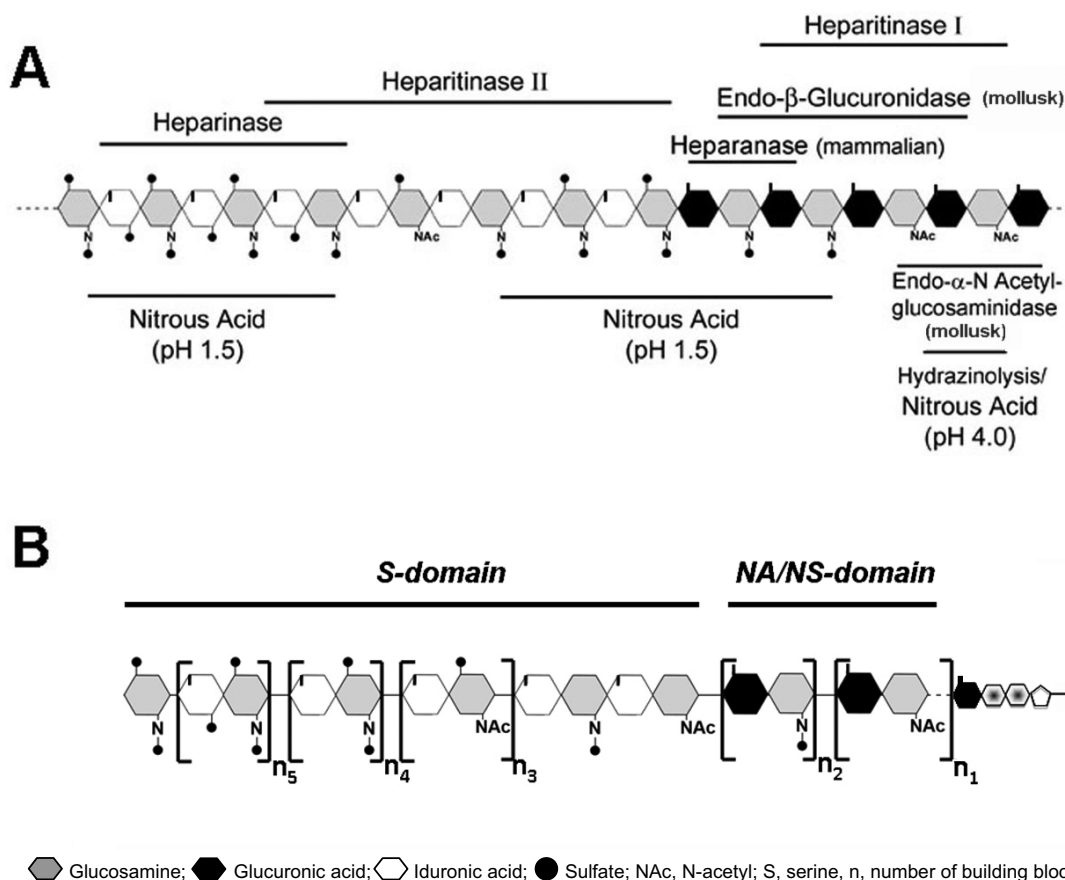 A
Heparitinase I
Heparitinase II
Endo-β-Glucuronidase (mollusk)
Heparinase
Heparanase (mammalian)
N N N N NAc N N N N N NAc NAc
Nitrous Acid
(pH 1.5)
Nitrous Acid
(pH 1.5)
Endo-α-N Acetyl-
glucosaminidase
(mollusk)
Hydrazinolysis/
Nitrous Acid
(pH 4.0)
B
S-domain
NA/NS-domain
N N N NAc N NAc N NAc
n5 n4 n3 n2 n1
Glucosamine; Glucuronic acid; Iduronic acid; Sulfate; NAc, N-acetyl; S, serine, n, number of building bloc